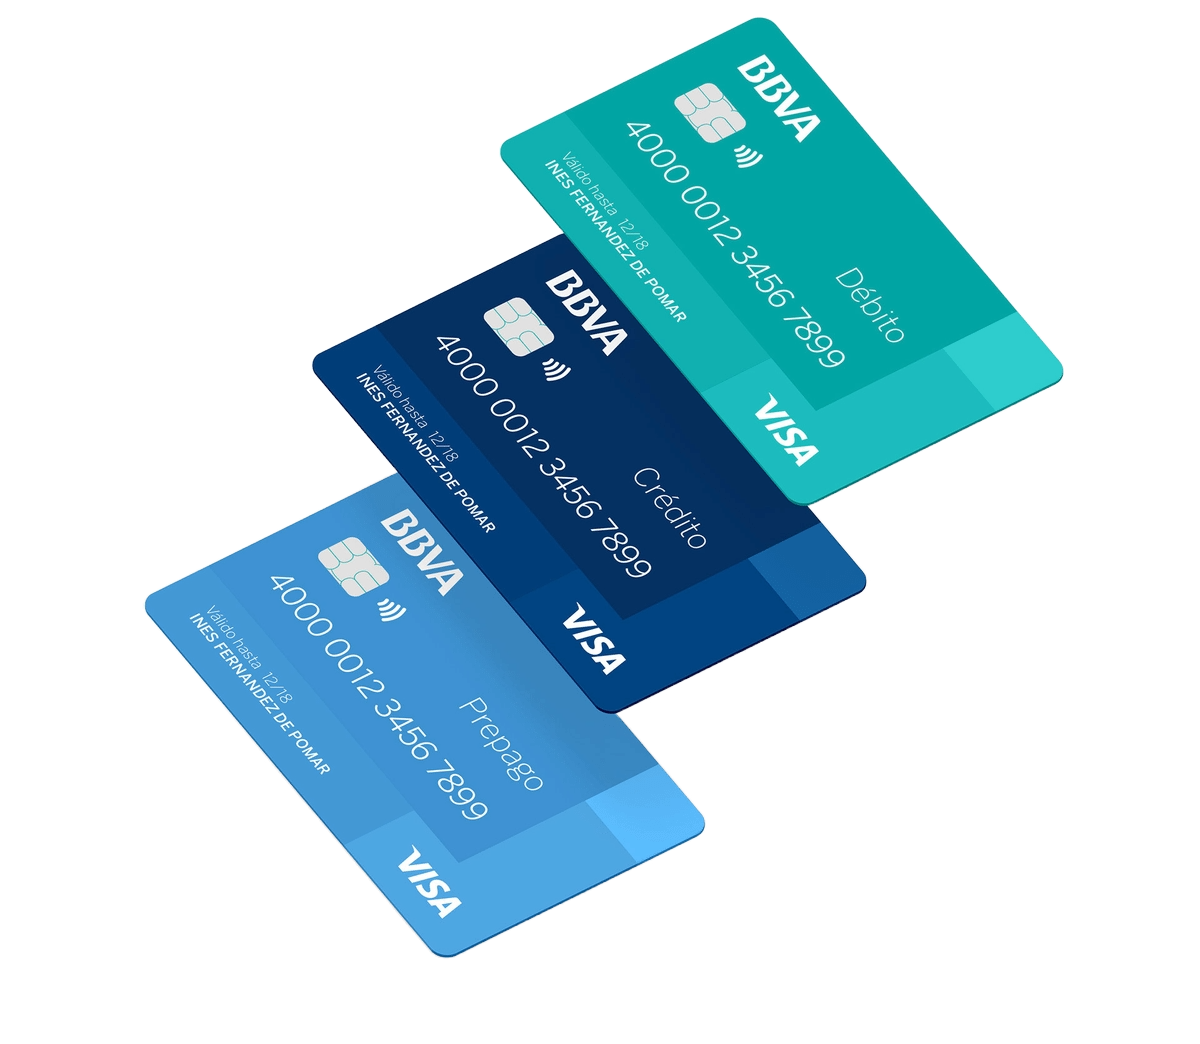 BBVA
4000 0012 3456 7899
Válido hasta 12/18
INES FERNANDEZ DE POMAR
Débito
VISA
BBVA
4000 0012 3456 7899
Válido hasta 12/18
INES FERNANDEZ DE POMAR
Crédito
VISA
BBVA
4000 0012 3456 7899
Válido hasta 12/18
INES FERNANDEZ DE POMAR
Prepago
VISA